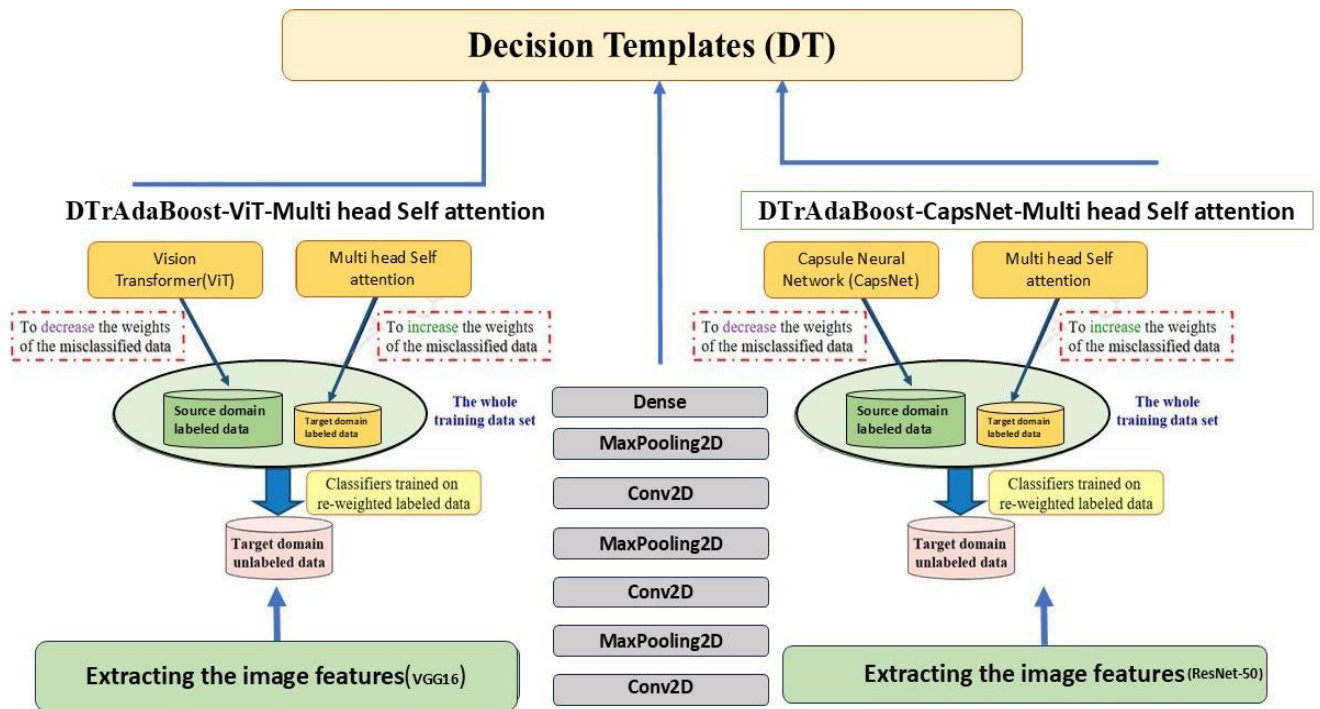 Decision Templates (DT)
DTrAdaBoost-ViT-Multi head Self attention
Vision
Transformer(ViT)
Multi head Self
attention
To decrease the weights
of the misclassified data
To increase the weights
of the misclassified data
Source domain
labeled data
Target domain
labeled data
The whole
training data set
Classifiers trained on
re-weighted labeled data
Target domain
unlabeled data
Extracting the image features(VGG16)
Dense
MaxPooling2D
Conv2D
MaxPooling2D
Conv2D
MaxPooling2D
Conv2D
DTrAdaBoost-CapsNet-Multi head Self attention
Capsule Neural
Network (CapsNet)
Multi head Self
attention
To decrease the weights
of the misclassified data
To increase the weights
of the misclassified data
Source domain
labeled data
Target domain
labeled data
The whole
training data set
Classifiers trained on
re-weighted labeled data
Target domain
unlabeled data
Extracting the image features(ResNet-50)